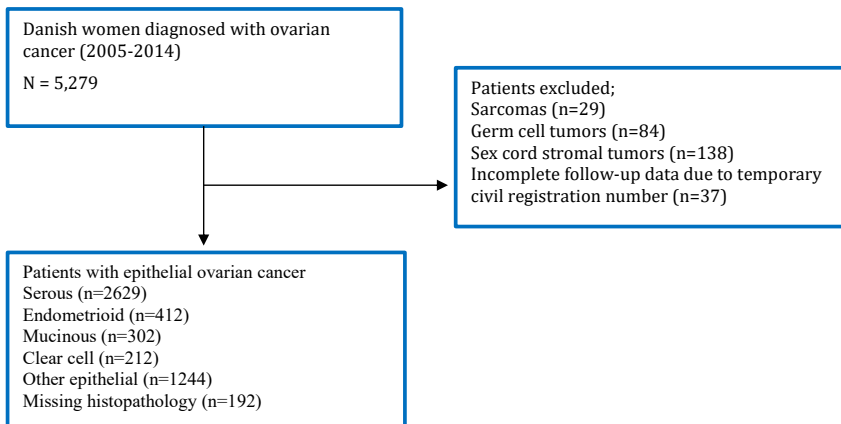 Danish women diagnosed with ovarian
cancer (2005-2014)
N = 5,279
Patients excluded;
Sarcomas (n=29)
Germ cell tumors (n=84)
Sex cord stromal tumors (n=138)
Incomplete follow-up data due to temporary
civil registration number (n=37)
Patients with epithelial ovarian cancer
Serous (n=2629)
Endometrioid (n=412)
Mucinous (n=302)
Clear cell (n=212)
Other epithelial (n=1244)
Missing histopathology (n=192)